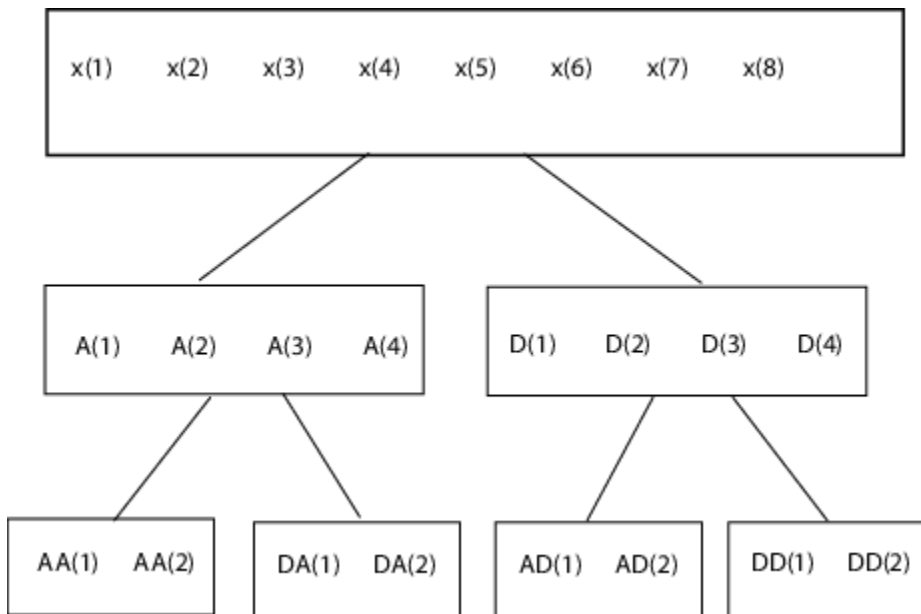 x(1) x(2) x(3) x(4) x(5) x(6) x(7) x(8)
A(1) A(2) A(3) A(4) D(1) D(2) D(3) D(4)
AA(1) AA(2) DA(1) DA(2) AD(1) AD(2) DD(1) DD(2)